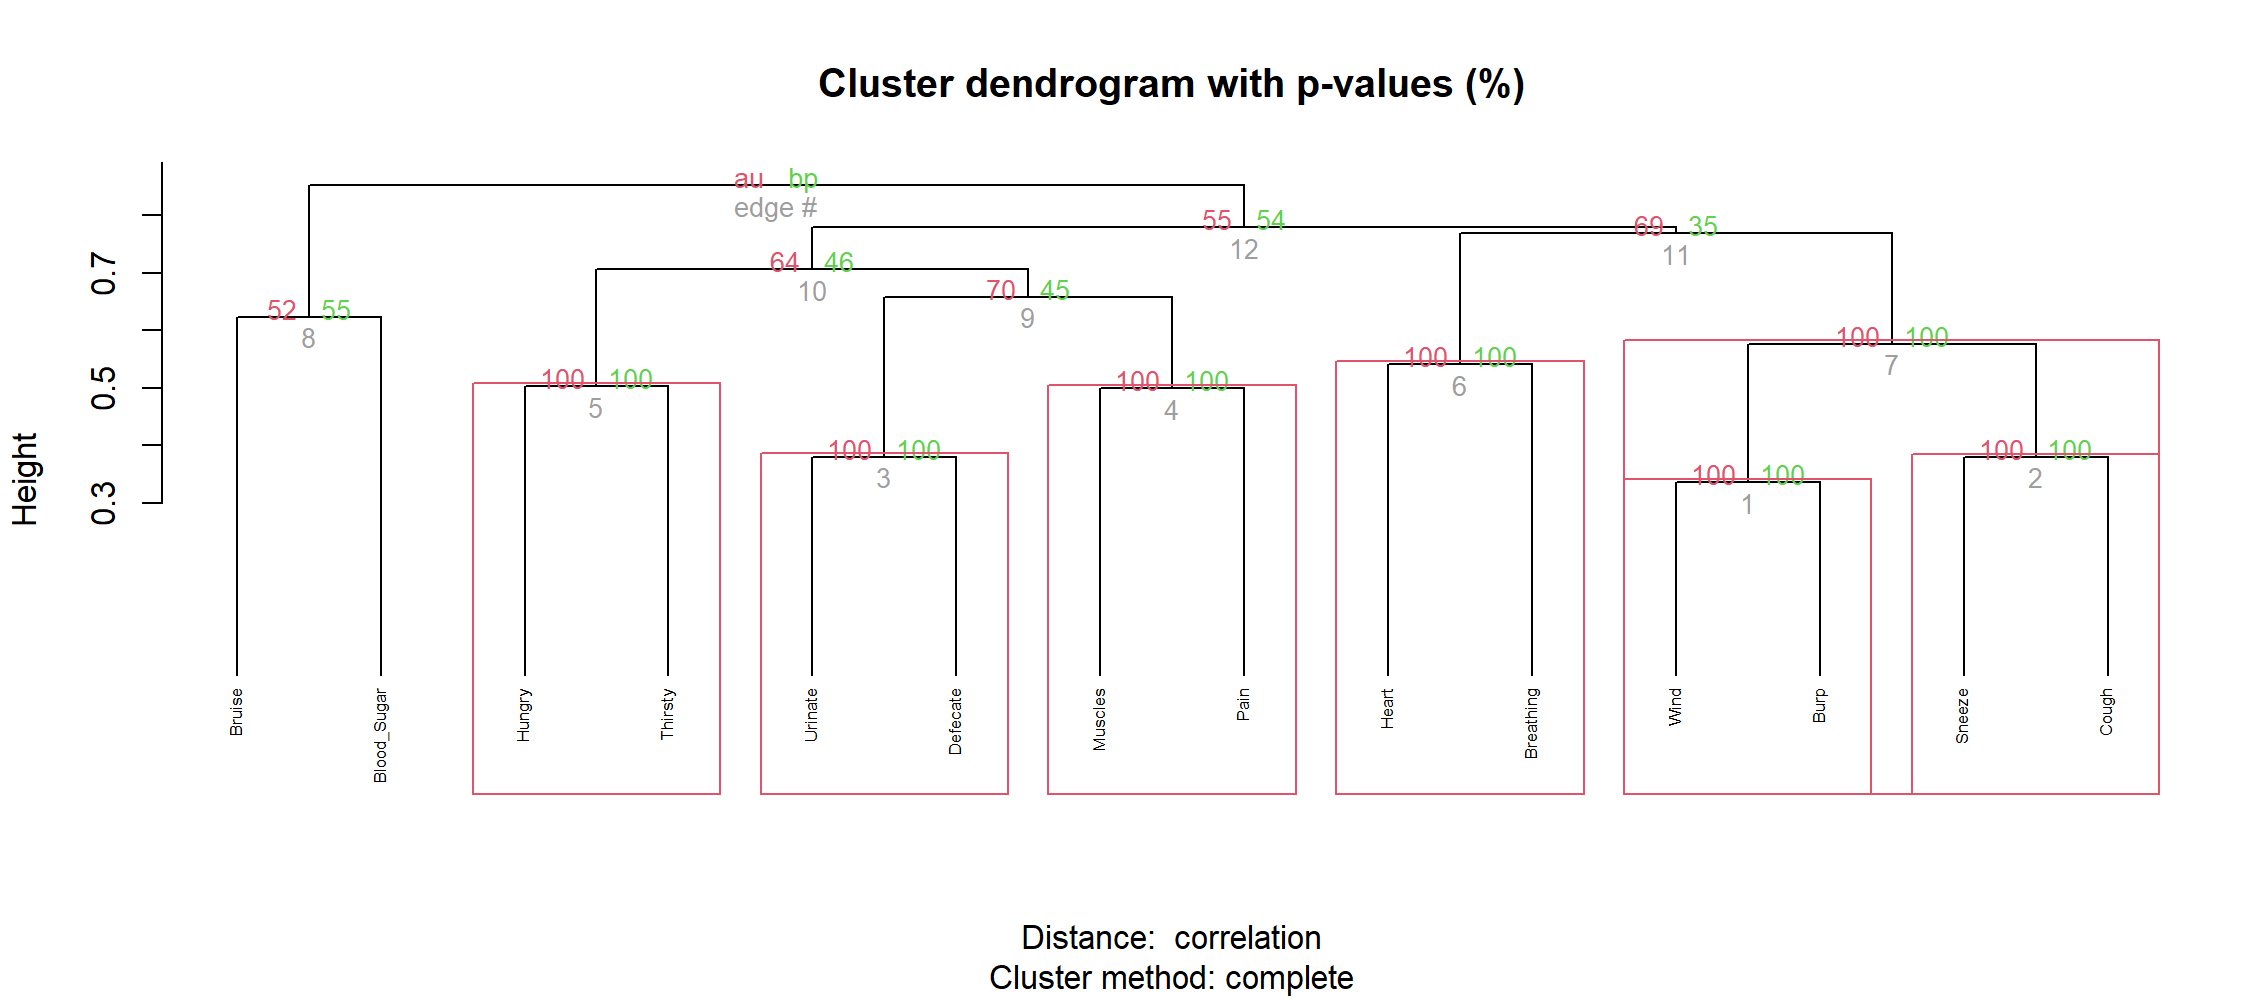 Cluster dendrogram with p-values (%)
au bp
edge #
55 54
12
69 35
11
64 46
10
70 45
9
52 55
8
100 100
7
100 100
6
100 100
5
100 100
4
100 100
3
100 100
2
100 100
1
Height
0.3
0.5
0.7
Bruise
Blood_Sugar
Hungry
Thirsty
Urinate
Defecate
Muscles
Pain
Heart
Breathing
Wind
Burp
Sneeze
Cough
Distance: correlation
Cluster method: complete